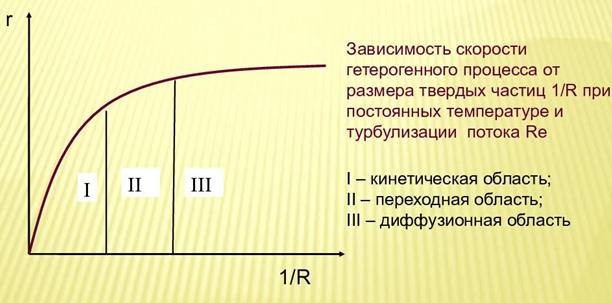 r
Зависимость скорости
гетерогенного процесса от
размера твердых частиц 1/R при
постоянных температуре и
турбулизации потока Re
I – кинетическая область;
II – переходная область;
III – диффузионная область
I
II
III
1/R